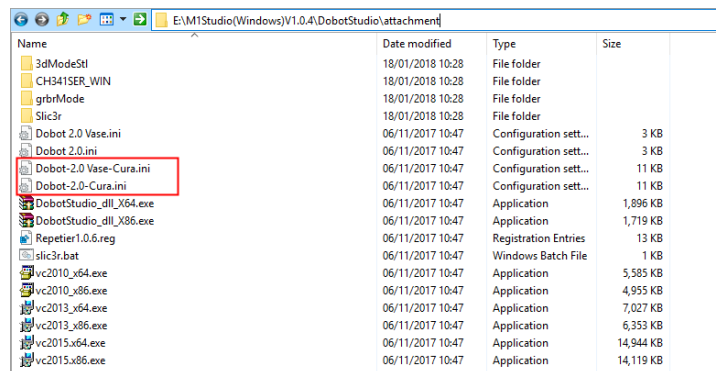 E:\M1Studio(Windows)V1.0.4\DobotStudio\attachment
Name Date modified Type Size
3dModeStl 18/01/2018 10:28 File folder
CH341SER_WIN 18/01/2018 10:28 File folder
grbrMode 18/01/2018 10:28 File folder
Slic3r 18/01/2018 10:28 File folder
Dobot 2.0 Vase.ini 06/11/2017 10:47 Configuration sett... 3 KB
Dobot 2.0.ini 06/11/2017 10:47 Configuration sett... 3 KB
Dobot-2.0 Vase-Cura.ini 06/11/2017 10:47 Configuration sett... 11 KB
Dobot-2.0-Cura.ini 06/11/2017 10:47 Configuration sett... 11 KB
DobotStudio_dll_X64.exe 06/11/2017 10:47 Application 1,896 KB
DobotStudio_dll_X86.exe 06/11/2017 10:47 Application 1,719 KB
Repetier1.0.6.reg 06/11/2017 10:47 Registration Entries 13 KB
slic3r.bat 06/11/2017 10:47 Windows Batch File 1 KB
vc2010_x64.exe 06/11/2017 10:47 Application 5,585 KB
vc2010_x86.exe 06/11/2017 10:47 Application 4,955 KB
vc2013_x64.exe 06/11/2017 10:47 Application 7,027 KB
vc2013_x86.exe 06/11/2017 10:47 Application 6,353 KB
vc2015.x64.exe 06/11/2017 10:47 Application 14,944 KB
vc2015.x86.exe 06/11/2017 10:47 Application 14,119 KB